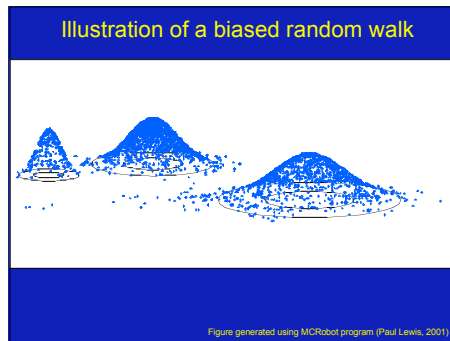 Illustration of a biased random walk
Figure generated using MCRobot program (Paul Lewis, 2001)